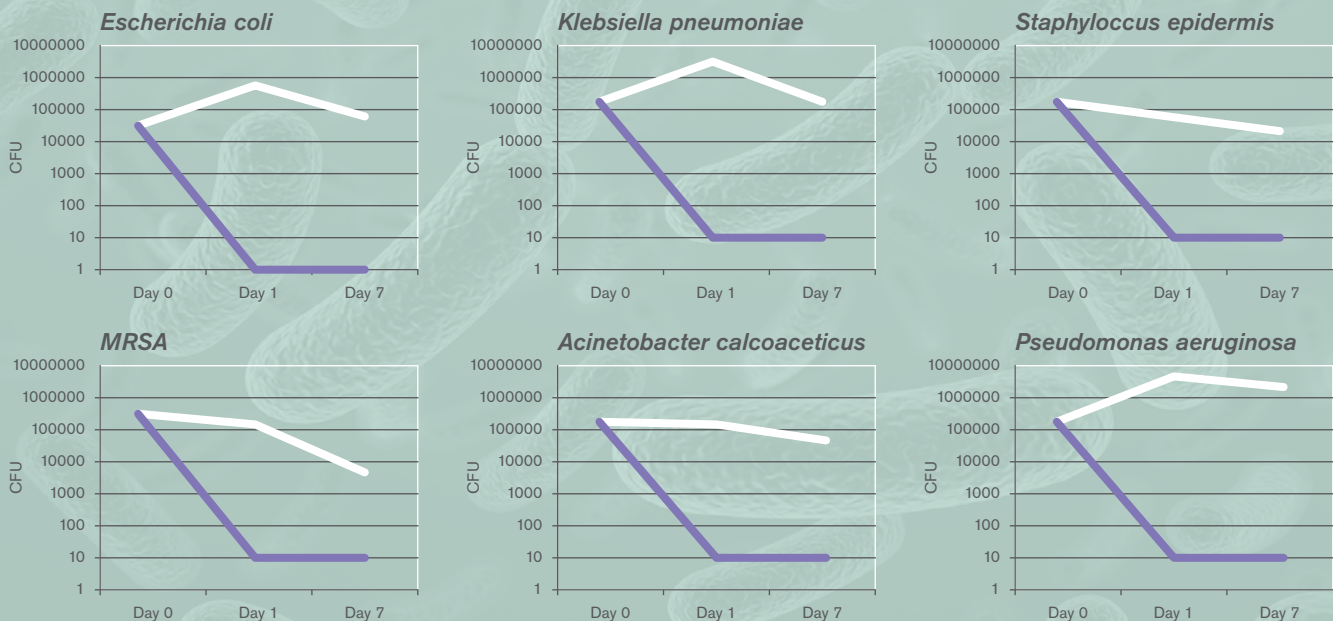 Escherichia coli
10000000
1000000
100000
10000
1000
100
10
1
CFU
Day 0 Day 1 Day 7
Klebsiella pneumoniae
10000000
1000000
100000
10000
1000
100
10
1
CFU
Day 0 Day 1 Day 7
Staphyloccus epidermis
10000000
1000000
100000
10000
1000
100
10
1
CFU
Day 0 Day 1 Day 7
MRSA
10000000
1000000
100000
10000
1000
100
10
1
CFU
Day 0 Day 1 Day 7
Acinetobacter calcoaceticus
10000000
1000000
100000
10000
1000
100
10
1
CFU
Day 0 Day 1 Day 7
Pseudomonas aeruginosa
10000000
1000000
100000
10000
1000
100
10
1
CFU
Day 0 Day 1 Day 7